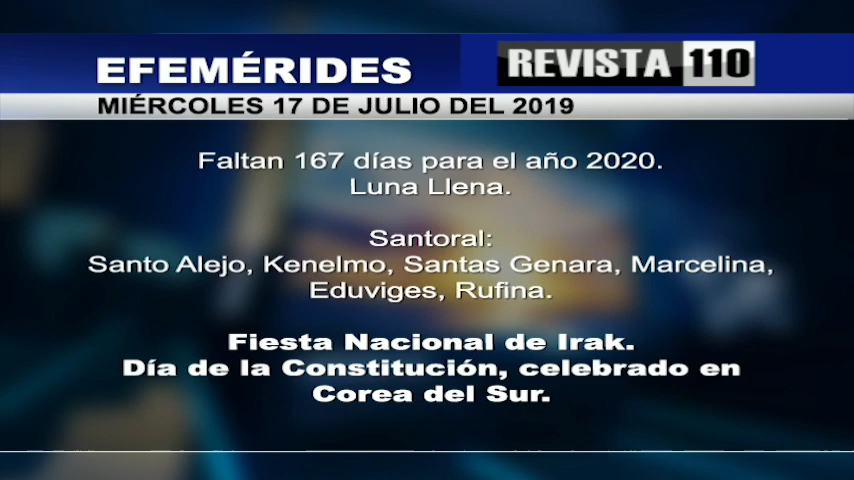 EFEMÉRIDES
REVISTA 110
MIÉRCOLES 17 DE JULIO DEL 2019
Faltan 167 días para el año 2020.
Luna Llena.
Santoral:
Santo Alejo, Kenelmo, Santas Genara, Marcelina,
Eduviges, Rufina.
Fiesta Nacional de Irak.
Día de la Constitución, celebrado en
Corea del Sur.